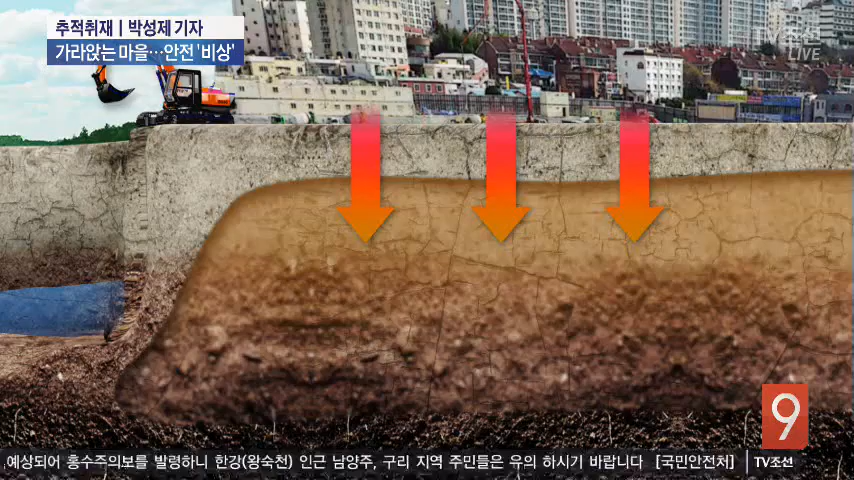 추적취재 | 박성제 기자
가라앉는 마을…안전 '비상'
TV조선
LIVE
9
.예상되어 홍수주의보를 발령하니 한강(왕숙천) 인근 남양주, 구리 지역 주민들은 유의 하시기 바랍니다 [국민안전처]
TV조선